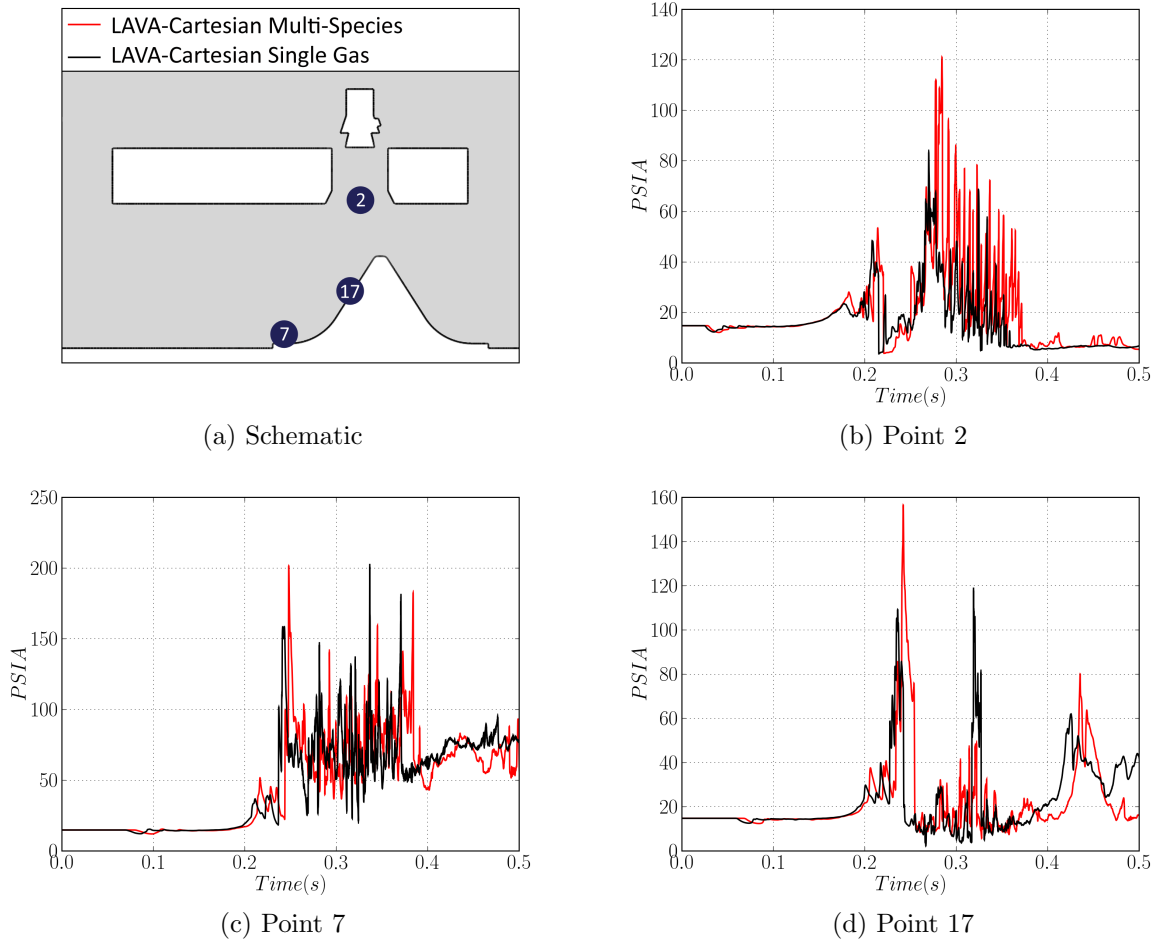 LAVA-Cartesian Multi-Species
LAVA-Cartesian Single Gas
2
17
7
(a) Schematic
140
120
100
80
60
40
20
0
PSIA
0.0 0.1 0.2 0.3 0.4 0.5
Time(s)
(b) Point 2
250
200
150
100
50
0
PSIA
0.0 0.1 0.2 0.3 0.4 0.5
Time(s)
(c) Point 7
160
140
120
100
80
60
40
20
0
PSIA
0.0 0.1 0.2 0.3 0.4 0.5
Time(s)
(d) Point 17